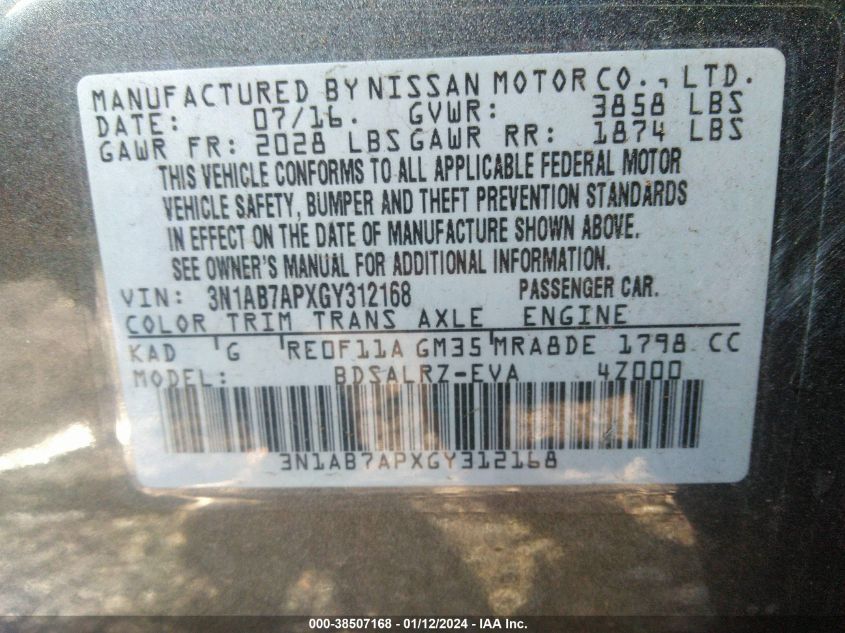 MANUFACTURED BY NISSAN MOTOR CO., LTD.
DATE: 07/16. GVWR: 3858 LBS
GAWR FR: 2028 LBS GAWR RR: 1874 LBS
THIS VEHICLE CONFORMS TO ALL APPLICABLE FEDERAL MOTOR
VEHICLE SAFETY, BUMPER AND THEFT PREVENTION STANDARDS
IN EFFECT ON THE DATE OF MANUFACTURE SHOWN ABOVE.
SEE OWNER'S MANUAL FOR ADDITIONAL INFORMATION.
VIN: 3N1AB7APXGY312168 PASSENGER CAR.
COLOR TRIM TRANS AXLE ENGINE
KAD G RE0F11A GM35 MRA8DE 1798 CC
MODEL: BDSALRZ-EVA 4Z000
3N1AB7APXGY312168
000-38507168 - 01/12/2024 - IAA Inc.